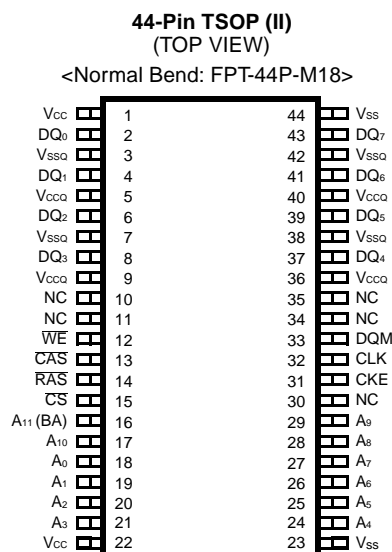 44-Pin TSOP (II)
(TOP VIEW)
<Normal Bend: FPT-44P-M18>
VCC 1 44 VSS
DQ0 2 43 DQ7
VSSQ 3 42 VSSQ
DQ1 4 41 DQ6
VCCQ 5 40 VCCQ
DQ2 6 39 DQ5
VSSQ 7 38 VSSQ
DQ3 8 37 DQ4
VCCQ 9 36 VCCQ
NC 10 35 NC
NC 11 34 NC
WE 12 33 DQM
CAS 13 32 CLK
RAS 14 31 CKE
CS 15 30 NC
A11 (BA) 16 29 A9
A10 17 28 A8
A0 18 27 A7
A1 19 26 A6
A2 20 25 A5
A3 21 24 A4
VCC 22 23 VSS